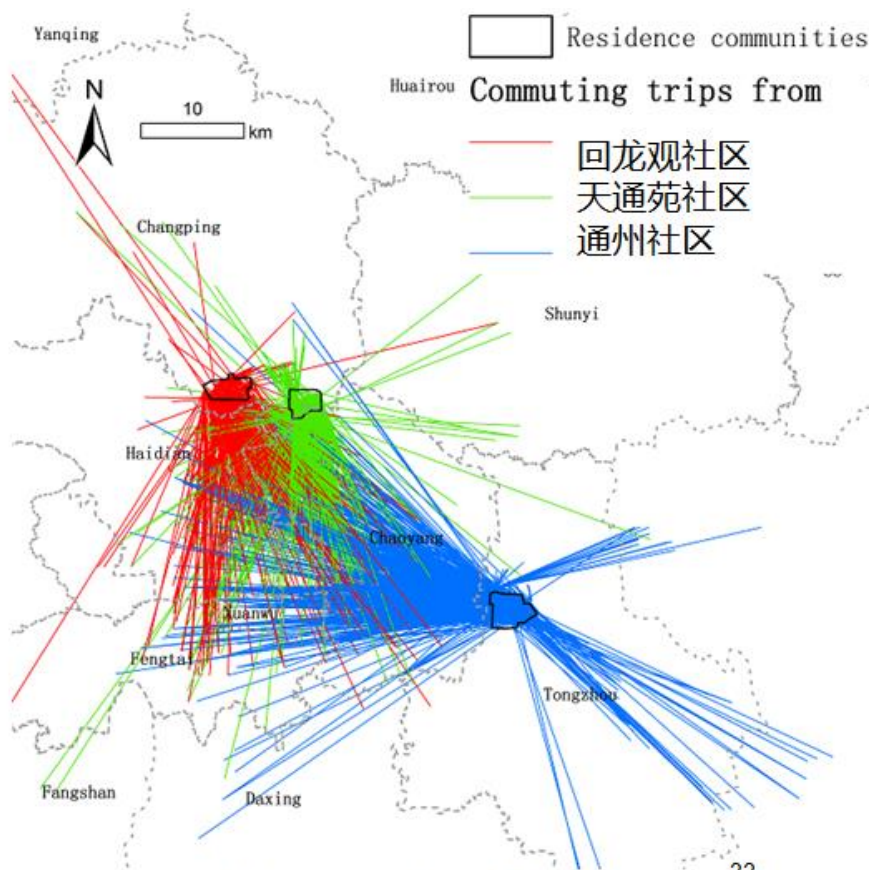 Yanqing
Residence communities
Huairou
Commuting trips from
N
10
km
回龙观社区
天通苑社区
通州社区
Changping
Shunyi
Haidian
Chaoyang
Xuanwu
Fengtai
Tongzhou
Fangshan
Daxing